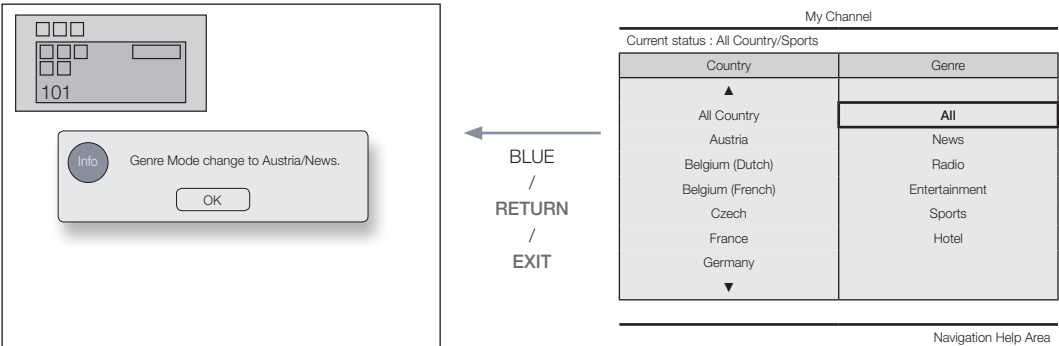 101
Info
Genre Mode change to Austria/News.
OK
BLUE
/
RETURN
/
EXIT
My Channel
Current status : All Country/Sports
Country Genre
▲
All Country All
Austria News
Belgium (Dutch) Radio
Belgium (French) Entertainment
Czech Sports
France Hotel
Germany
▼
Navigation Help Area